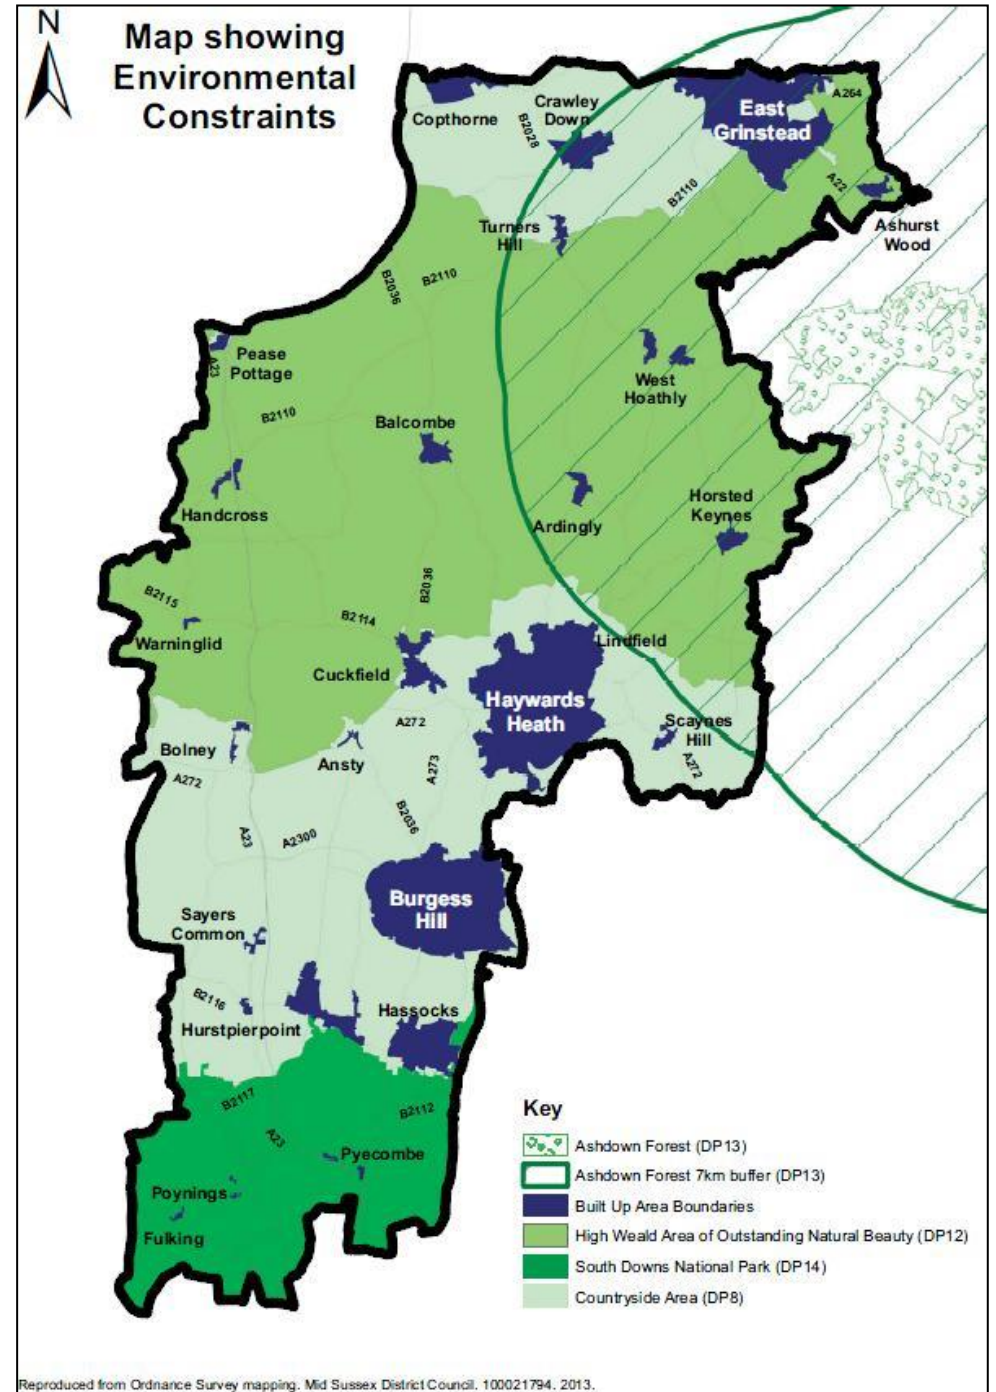 N
Map showing
Environmental
Constraints
A264
East
Grinstead
Crawley
Down
Copthorne
B2028
A22
B2110
Ashurst
Wood
Turners
Hill
B2110
B2036
Pease
Pottage
A23
West
Hoathly
B2110
Balcombe
Horsted
Keynes
Handcross
Ardingly
B2036
B2115
B2114
Warninglid
Lindfield
Cuckfield
Haywards
Heath
A272
Scaynes
Hill
Bolney
Ansty
A273
A272
A272
B2036
A23
A2300
Burgess
Hill
Sayers
Common
B2116
Hassocks
Hurstpierpoint
B2117
B2112
A23
Pyecombe
Poynings
Fulking
Key
Ashdown Forest (DP13)
Ashdown Forest 7km buffer (DP13)
Built Up Area Boundaries
High Weald Area of Outstanding Natural Beauty (DP12)
South Downs National Park (DP14)
Countryside Area (DP8)
Reproduced from Ordnance Survey mapping. Mid Sussex District Council. 100021794. 2013.